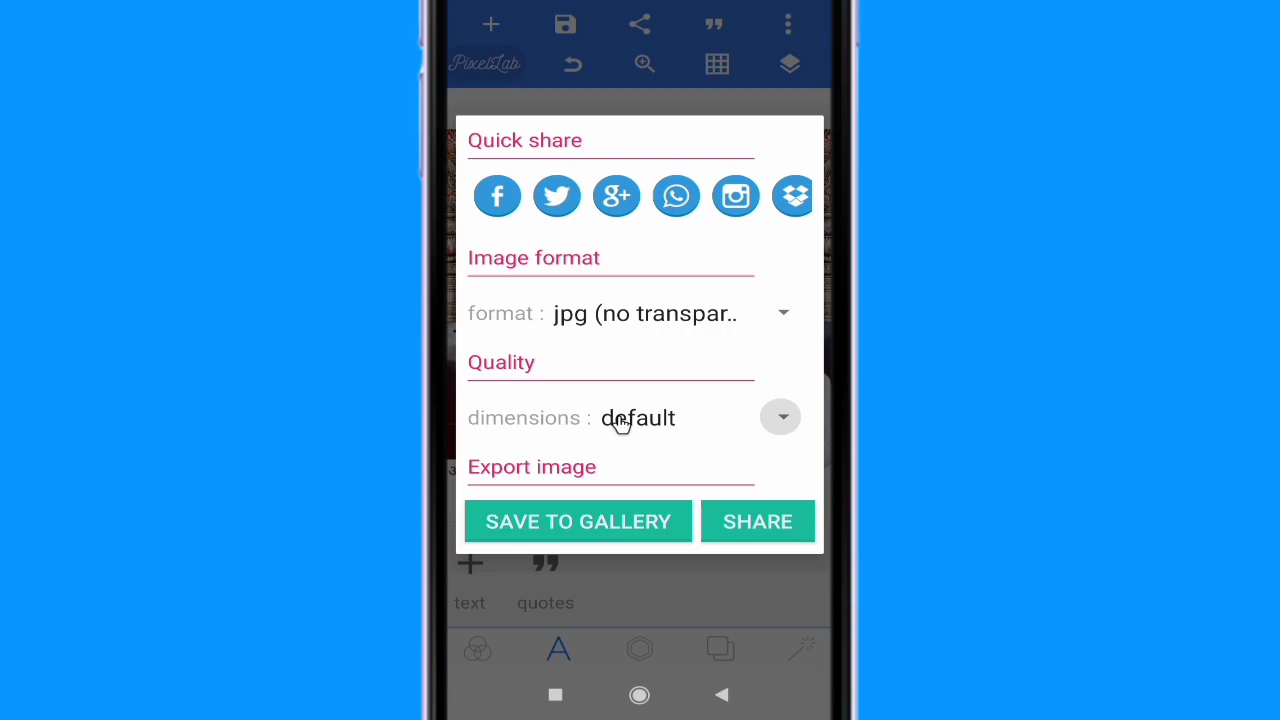 PixelLab
Quick share
Image format
format : jpg (no transpar..
Quality
dimensions : default
Export image
SAVE TO GALLERY SHARE
text quotes